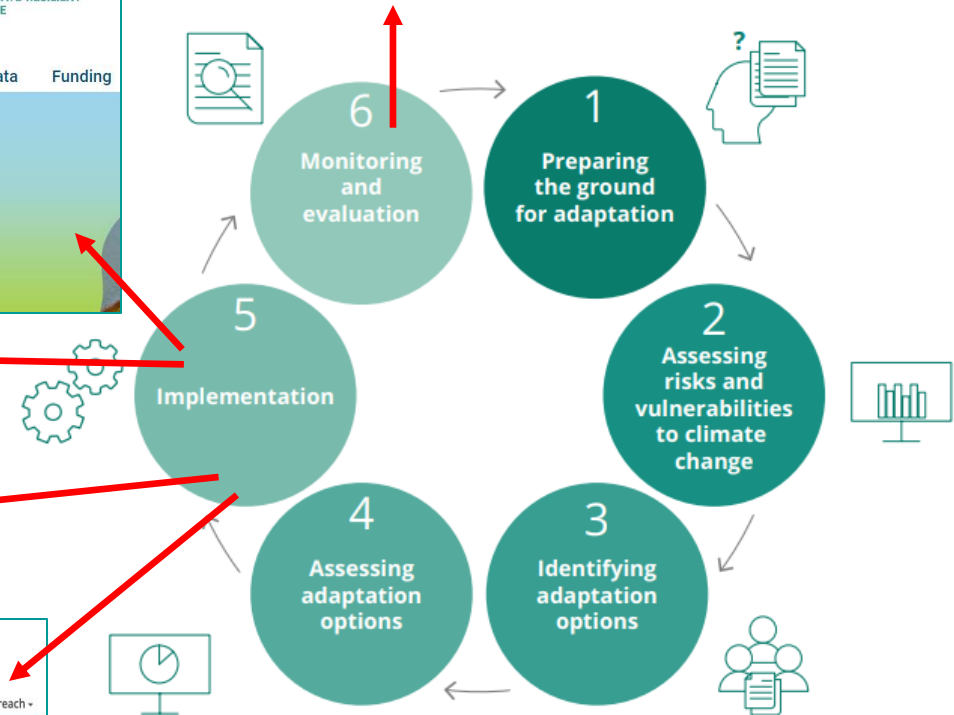 E
ata Funding
?
6
Monitoring
and
evaluation
1
Preparing
the ground
for adaptation
5
Implementation
2
Assessing
risks and
vulnerabilities
to climate
change
4
Assessing
adaptation
options
3
Identifying
adaptation
options
reach